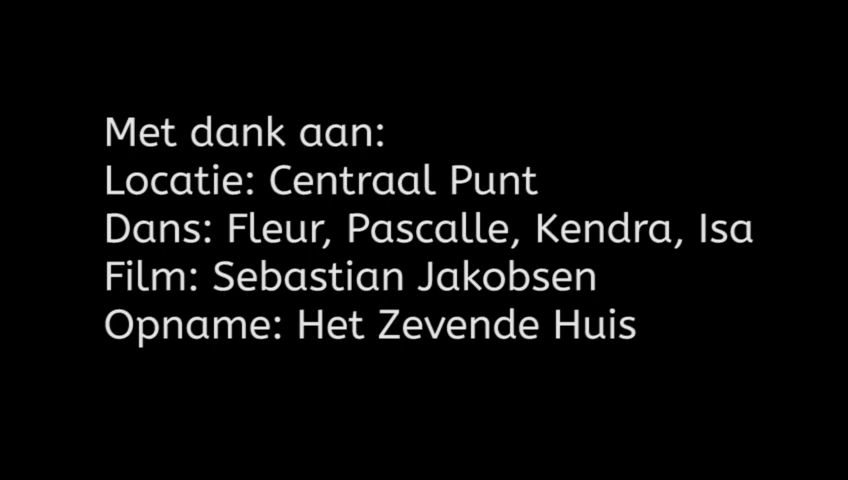 Met dank aan:
Locatie: Centraal Punt
Dans: Fleur, Pascalle, Kendra, Isa
Film: Sebastian Jakobsen
Opname: Het Zevende Huis